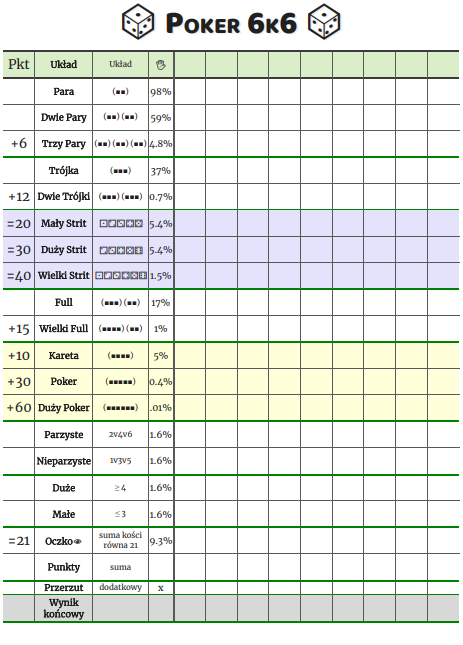 Poker 6k6
Pkt Układ Układ 🖐
Para (▪▪) 98%
Dwie Pary (▪▪)(▪▪) 59%
+6 Trzy Pary (▪▪)(▪▪)(▪▪) 4.8%
Trójka (▪▪▪) 37%
+12 Dwie Trójki (▪▪▪)(▪▪▪) 0.7%
=20 Mały Strit ⚀⚁⚂⚃⚄ 5.4%
=30 Duży Strit ⚁⚂⚃⚄⚅ 5.4%
=40 Wielki Strit ⚀⚁⚂⚃⚄⚅ 1.5%
Full (▪▪▪)(▪▪) 17%
+15 Wielki Full (▪▪▪▪)(▪▪) 1%
+10 Kareta (▪▪▪▪) 5%
+30 Poker (▪▪▪▪▪) 0.4%
+60 Duży Poker (▪▪▪▪▪▪) .01%
Parzyste 2v4v6 1.6%
Nieparzyste 1v3v5 1.6%
Duże ≥4 1.6%
Małe ≤3 1.6%
=21 Oczko👁 suma kości
równa 21 9.3%
Punkty suma
Przerzut dodatkowy x
Wynik
końcowy